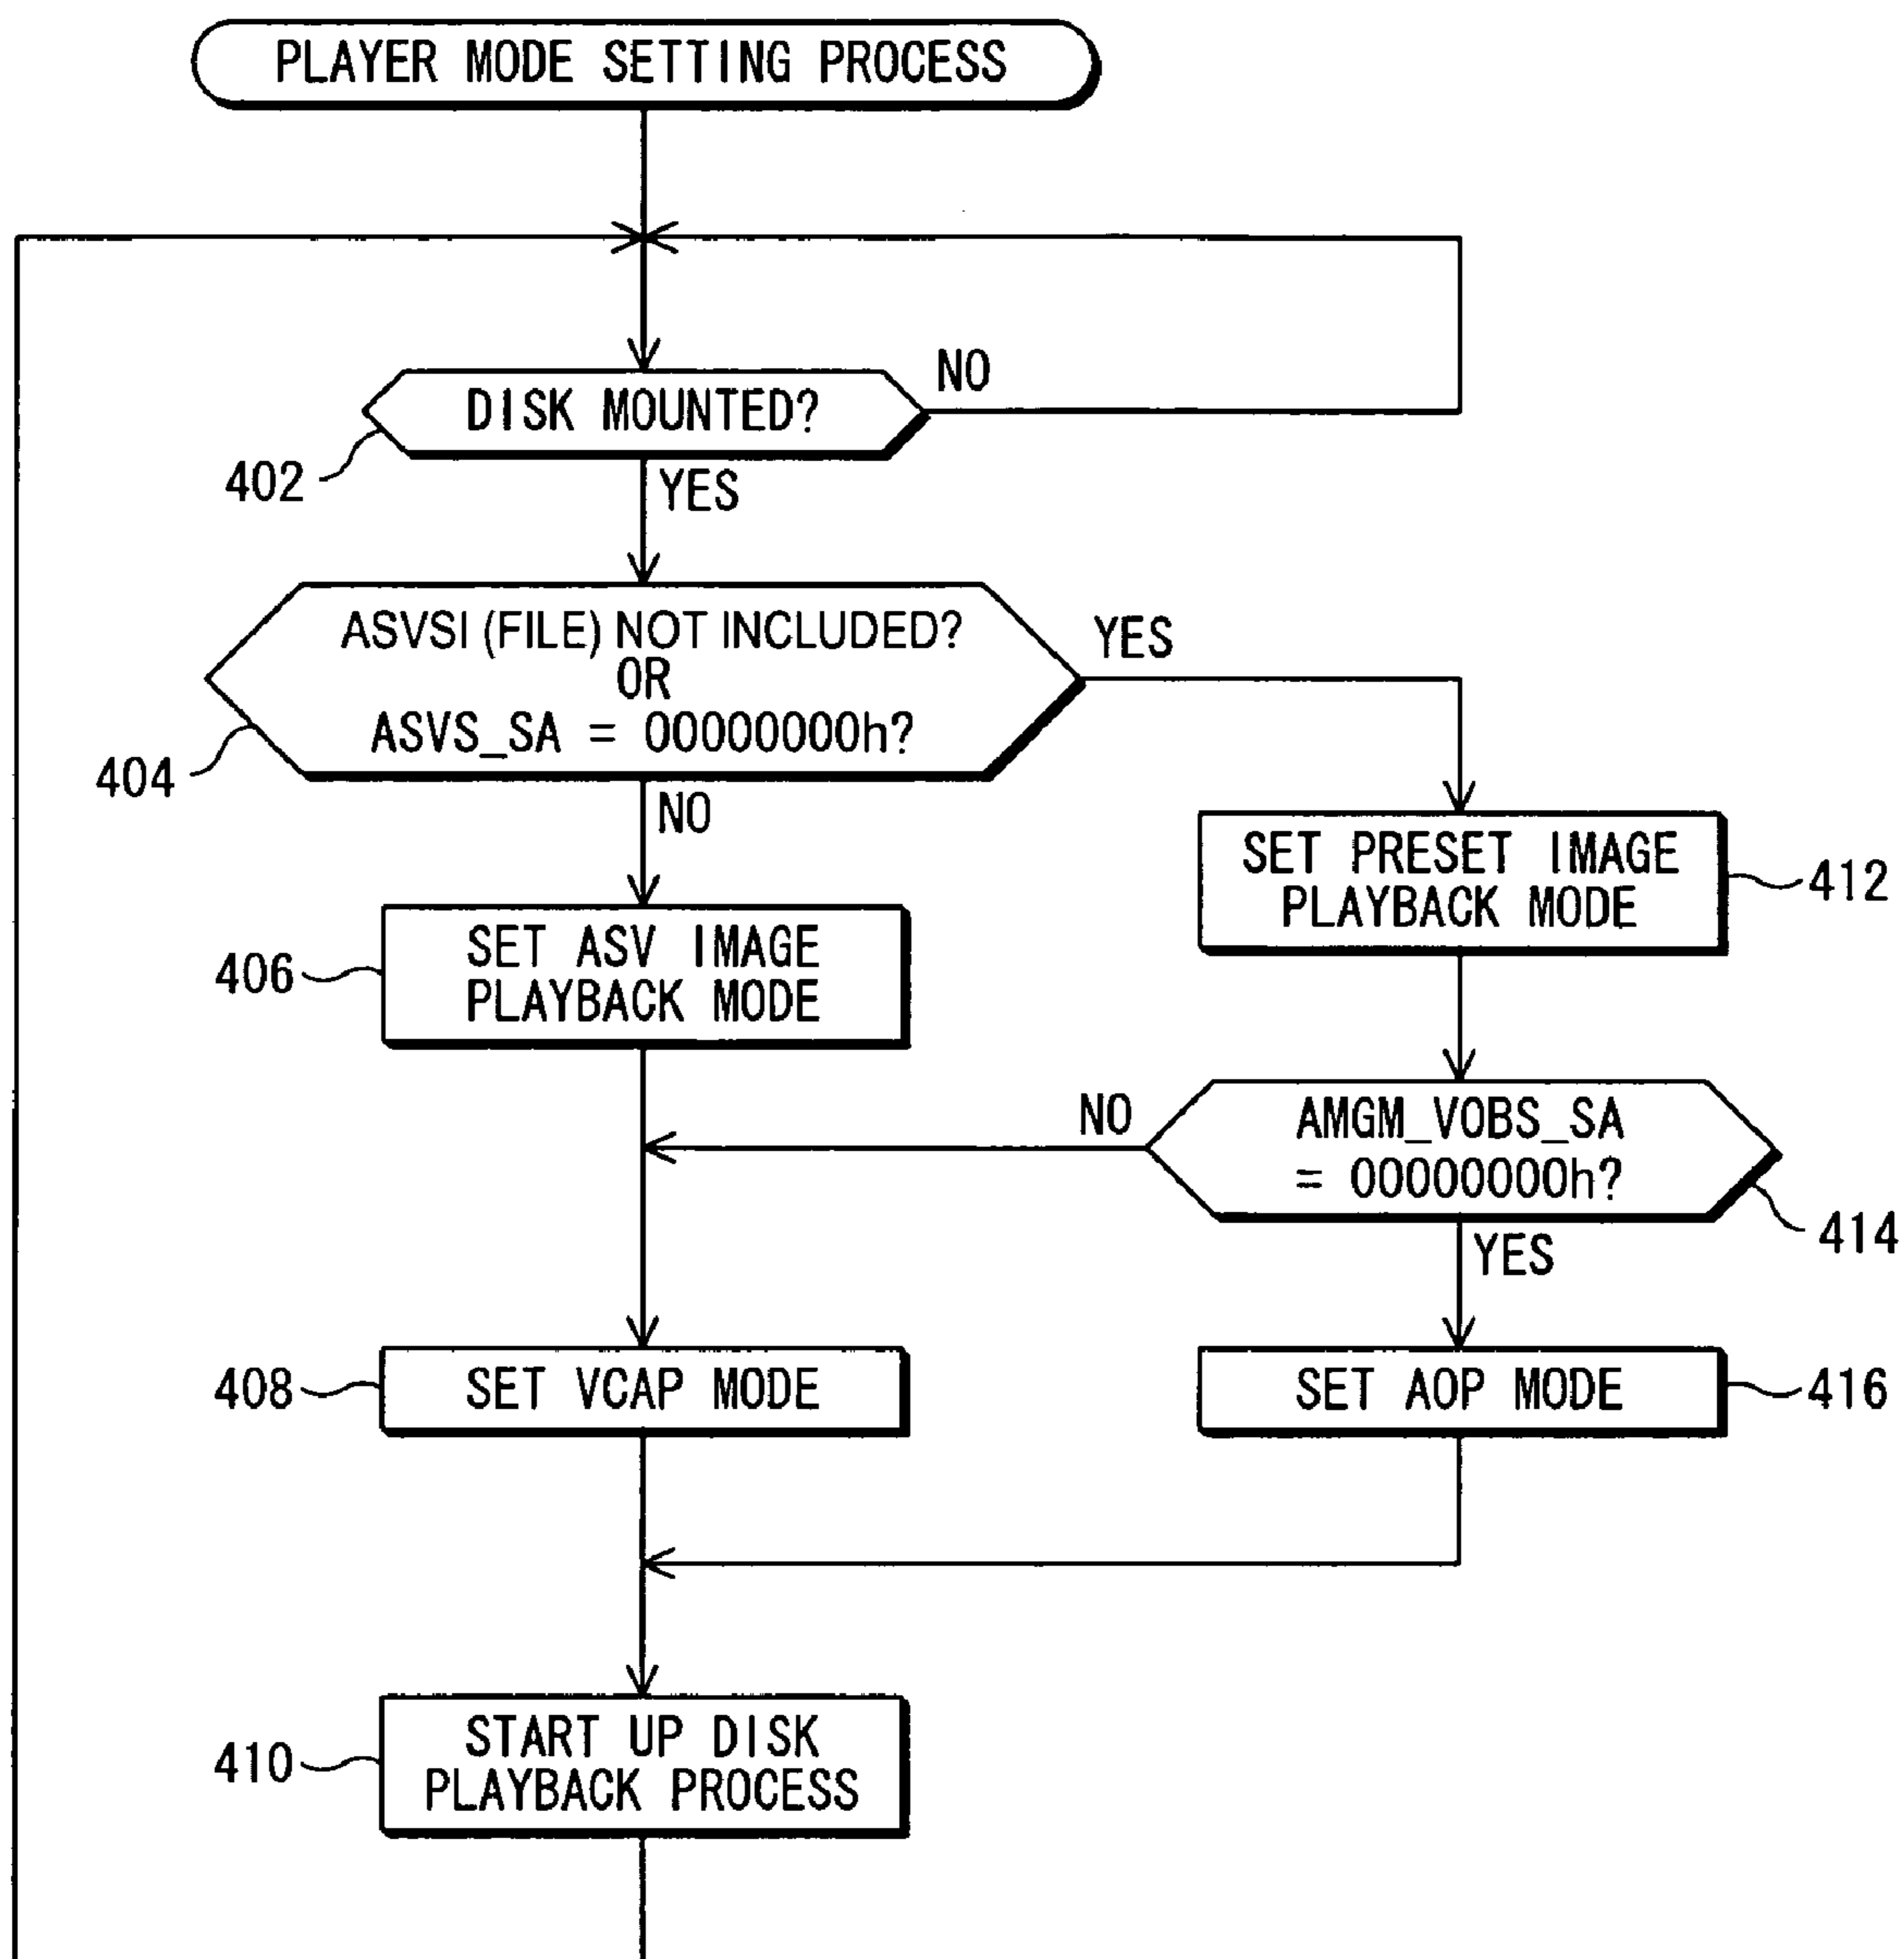 PLAYER MODE SETTING PROCESS
DISK MOUNTED?
NO
402
YES
ASVSI (FILE) NOT INCLUDED?
OR
ASVS_SA = 00000000h?
YES
404
NO
SET PRESET IMAGE
PLAYBACK MODE
412
SET ASV IMAGE
PLAYBACK MODE
406
NO
AMGM_VOBS_SA
= 00000000h?
414
YES
408
SET VCAP MODE
SET AOP MODE
416
410
START UP DISK
PLAYBACK PROCESS